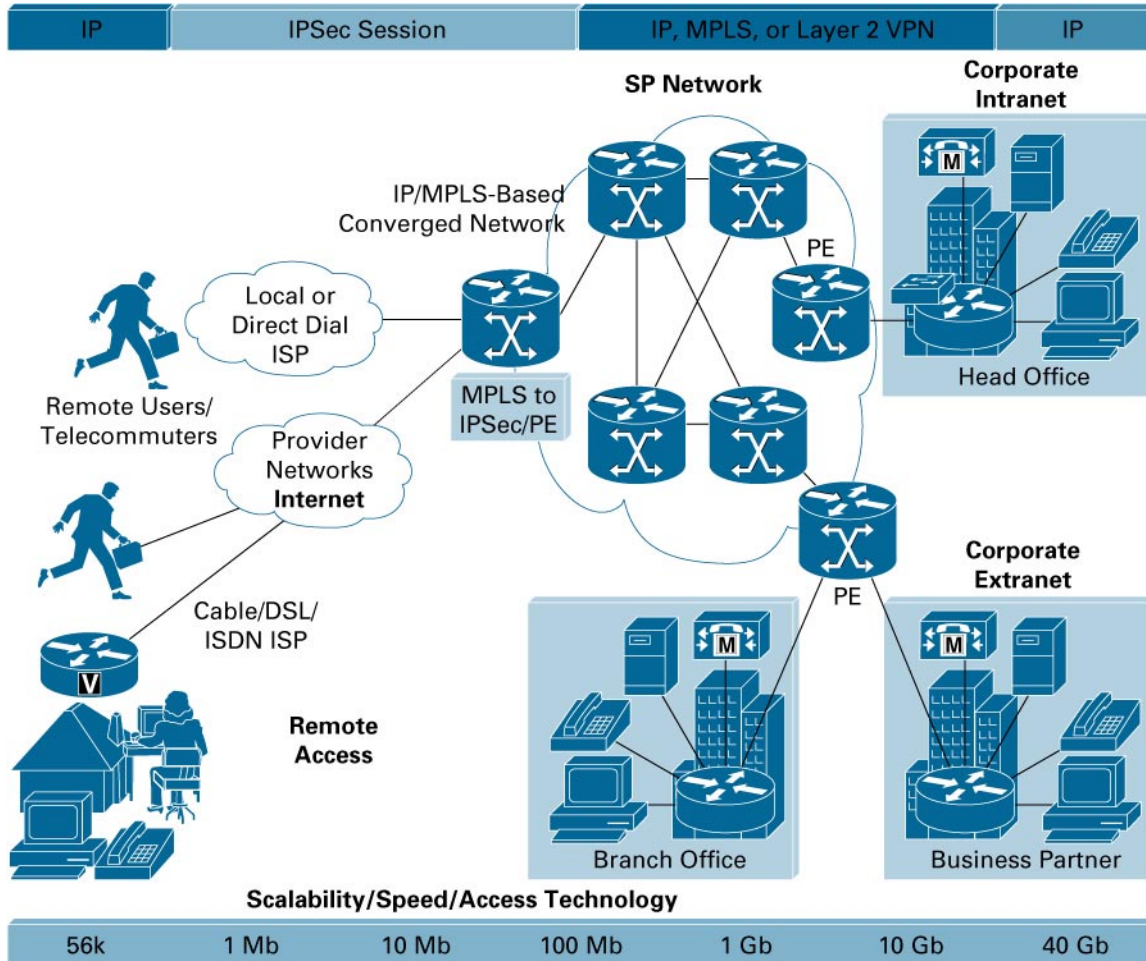 IP
IPSec Session
IP, MPLS, or Layer 2 VPN
IP
SP Network
Corporate
Intranet
M
IP/MPLS-Based
Converged Network
PE
Local or
Direct Dial
ISP
Head Office
MPLS to
IPSec/PE
Remote Users/
Telecommuters
Provider
Networks
Internet
Corporate
Extranet
PE
Cable/DSL/
ISDN ISP
M
M
V
Remote
Access
Branch Office
Business Partner
Scalability/Speed/Access Technology
56k
1 Mb
10 Mb
100 Mb
1 Gb
10 Gb
40 Gb